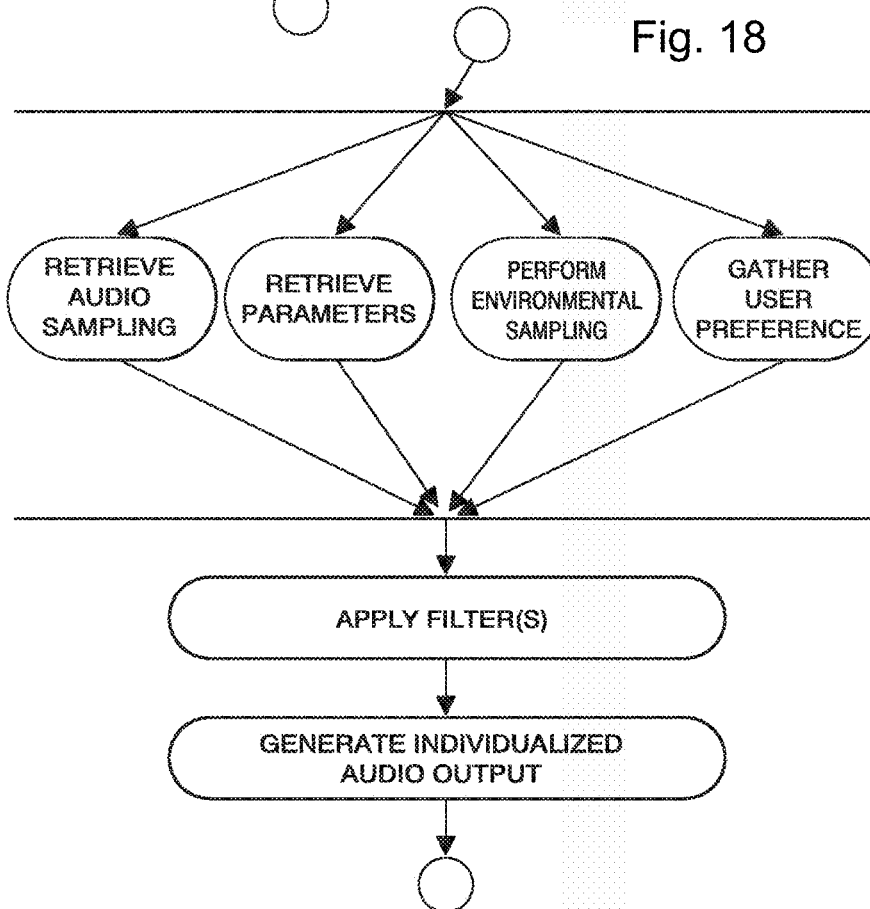 Fig. 18
RETRIEVE
AUDIO
SAMPLING
RETRIEVE
PARAMETERS
PERFORM
ENVIRONMENTAL
SAMPLING
GATHER
USER
PREFERENCE
APPLY FILTER(S)
GENERATE INDIVIDUALIZED
AUDIO OUTPUT